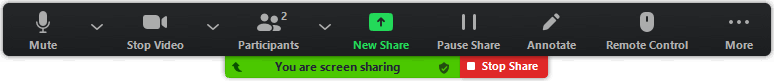 2
Mute Stop Video Participants New Share Pause Share Annotate Remote Control More
You are screen sharing Stop Share